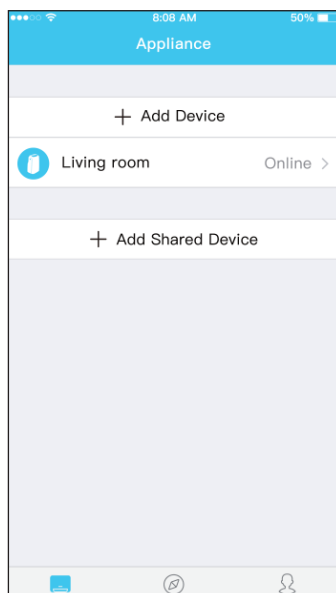 8:08 AM
50%
Appliance
+ Add Device
Living room
Online >
+ Add Shared Device